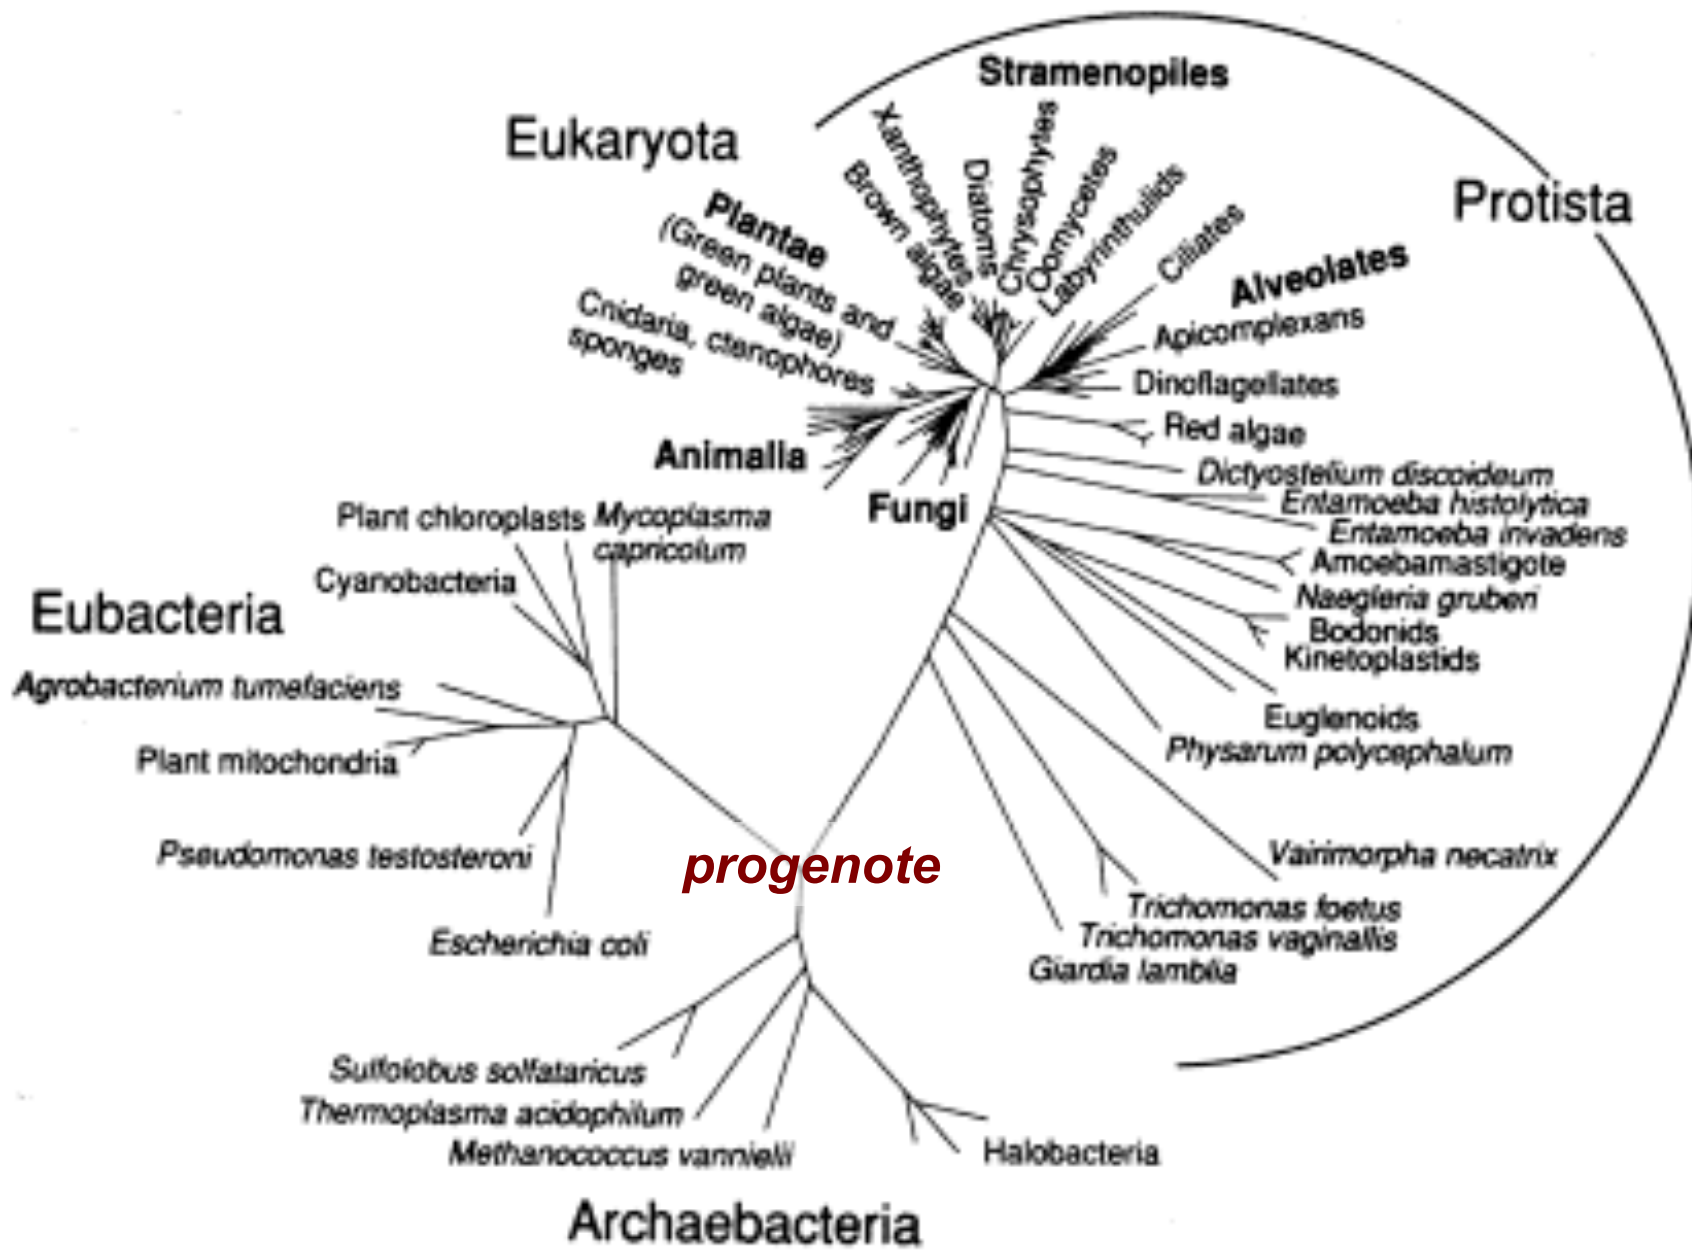 Stramenopiles
Eukaryota
Protista
Xanthophytes
Brown algae
Diatoms
Chrysophytes
Oomycetes
Labyrinthulids
Ciliates
Plantae
(Green plants and
green algae)
Cnidaria, ctenophores
sponges
Alveolates
Apicomplexans
Dinoflagellates
Red algae
Animalia
Fungi
Dictyostelium discoideum
Entamoeba histolytica
Entamoeba invadens
Amoebamastigote
Naegleria gruberi
Bodonids
Kinetoplastids
Euglenoids
Physarum polycephalum
Vairimorpha necatrix
Trichomonas foetus
Trichomonas vaginallis
Giardia lamblia
Plant chloroplasts
Mycoplasma
capricolum
Cyanobacteria
Eubacteria
Agrobacterium tumefaciens
Plant mitochondria
Pseudomonas testosteroni
Escherichia coli
progenote
Sulfolobus solfataricus
Thermoplasma acidophilum
Methanococcus vannielii
Halobacteria
Archaebacteria